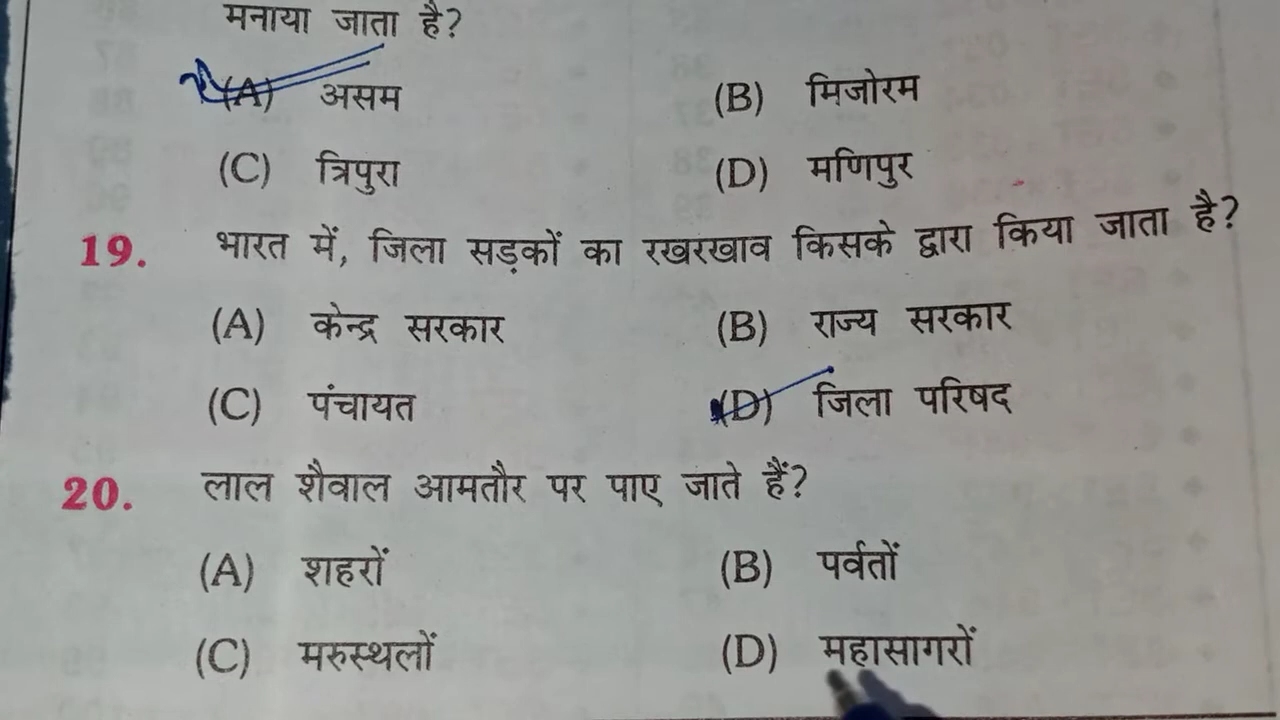 मनाया जाता है?
(A) असम (B) मिजोरम
(C) त्रिपुरा (D) मणिपुर
19. भारत में, जिला सड़कों का रखरखाव किसके द्वारा किया जाता है?
(A) केन्द्र सरकार (B) राज्य सरकार
(C) पंचायत (D) जिला परिषद
20. लाल शैवाल आमतौर पर पाए जाते हैं?
(A) शहरों (B) पर्वतों
(C) मरुस्थलों (D) महासागरों